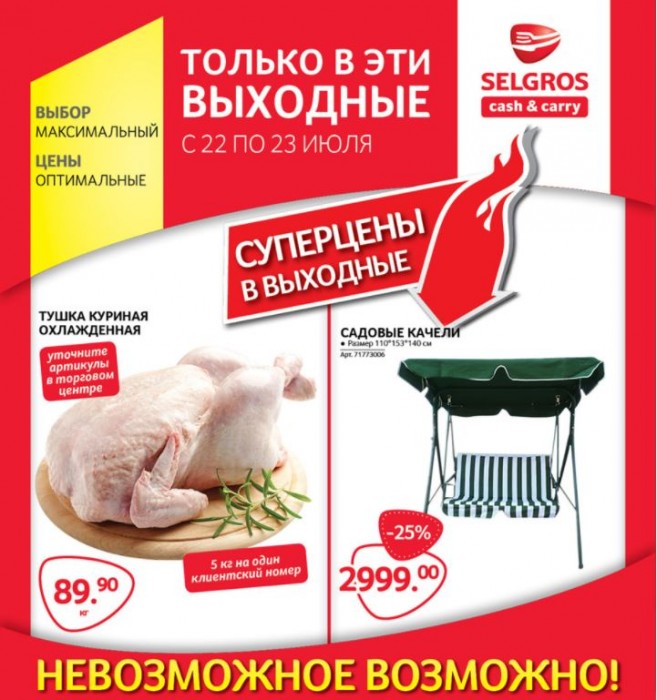 ТОЛЬКО В ЭТИ
ВЫХОДНЫЕ
С 22 ПО 23 ИЮЛЯ
SELGROS
cash & carry
ВЫБОР
МАКСИМАЛЬНЫЙ
ЦЕНЫ
ОПТИМАЛЬНЫЕ
СУПЕРЦЕНЫ
В ВЫХОДНЫЕ
ТУШКА КУРИНАЯ
ОХЛАЖДЕННАЯ
уточните
артикулы
в торговом
центре
5 кг на один
клиентский номер
89.90
кг
САДОВЫЕ КАЧЕЛИ
• Размер 110*153*140 см
Арт. 71773006
-25%
2999.00
НЕВОЗМОЖНОЕ ВОЗМОЖНО!